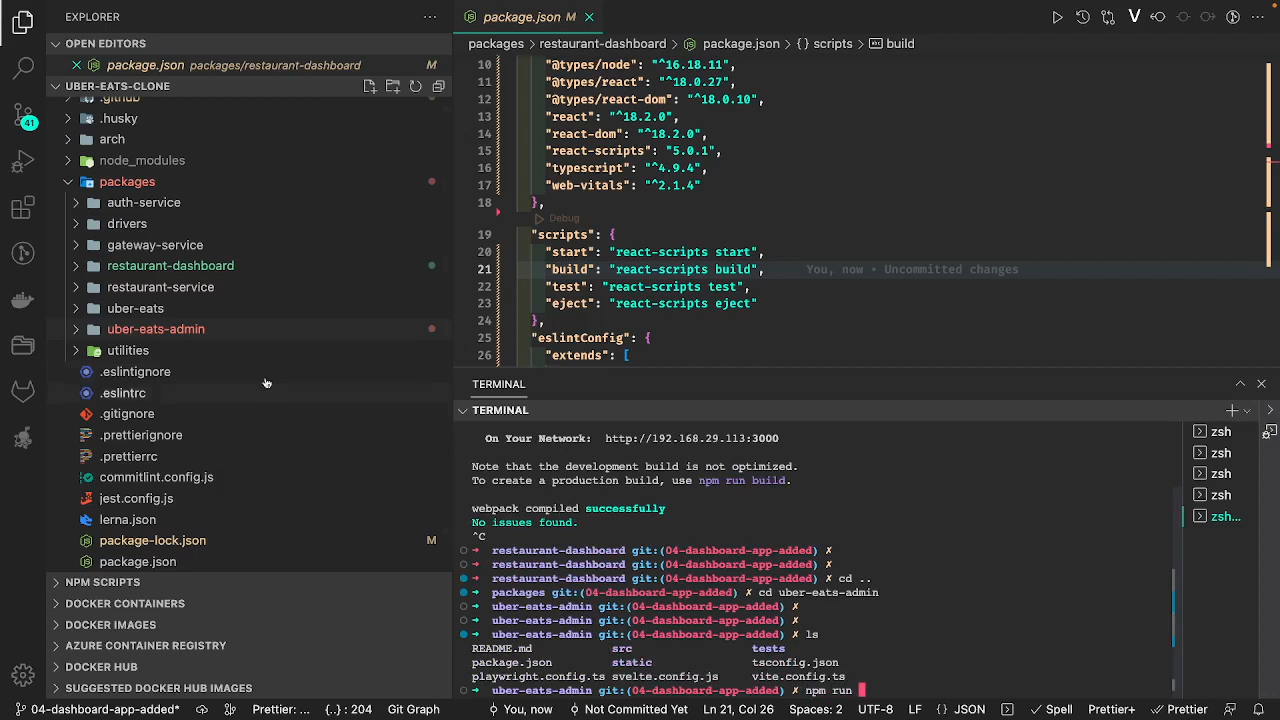 EXPLORER
OPEN EDITORS
package.json packages/restaurant-dashboard M
UBER-EATS-CLONE
.github
.husky
arch
node_modules
packages
auth-service
drivers
gateway-service
restaurant-dashboard
restaurant-service
uber-eats
uber-eats-admin
utilities
.eslintignore
.eslintrc
.gitignore
.prettierignore
.prettierrc
commitlint.config.js
jest.config.js
lerna.json
package-lock.json M
package.json
NPM SCRIPTS
DOCKER CONTAINERS
DOCKER IMAGES
AZURE CONTAINER REGISTRY
DOCKER HUB
SUGGESTED DOCKER HUB IMAGES
41
package.json M
packages > restaurant-dashboard > package.json > {} scripts > build
10 "@types/node": "^16.18.11",
11 "@types/react": "^18.0.27",
12 "@types/react-dom": "^18.0.10",
13 "react": "^18.2.0",
14 "react-dom": "^18.2.0",
15 "react-scripts": "5.0.1",
16 "typescript": "^4.9.4",
17 "web-vitals": "^2.1.4"
18 },
Debug
19 "scripts": {
20 "start": "react-scripts start",
21 "build": "react-scripts build", You, now • Uncommitted changes
22 "test": "react-scripts test",
23 "eject": "react-scripts eject"
24 },
25 "eslintConfig": {
26 "extends": [
TERMINAL
TERMINAL
On Your Network: http://192.168.29.113:3000
Note that the development build is not optimized.
To create a production build, use npm run build.
webpack compiled successfully
No issues found.
^C
➜ restaurant-dashboard git:(04-dashboard-app-added) ✗
➜ restaurant-dashboard git:(04-dashboard-app-added) ✗
➜ restaurant-dashboard git:(04-dashboard-app-added) ✗ cd ..
➜ packages git:(04-dashboard-app-added) ✗ cd uber-eats-admin
➜ uber-eats-admin git:(04-dashboard-app-added) ✗
➜ uber-eats-admin git:(04-dashboard-app-added) ✗
➜ uber-eats-admin git:(04-dashboard-app-added) ✗ ls
README.md src tests
package.json static tsconfig.json
playwright.config.ts svelte.config.js vite.config.ts
➜ uber-eats-admin git:(04-dashboard-app-added) ✗ npm run
zsh
zsh
zsh
zsh
zsh...
04-dashboard-app-added* Prettier: {..} : 204 Git Graph You, now Not Committed Yet Ln 21, Col 26 Spaces: 2 UTF-8 LF {} JSON Spell Prettier Prettier